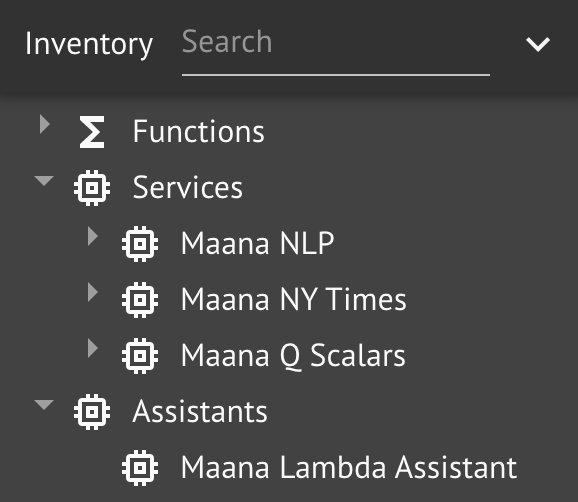 Inventory Search
Functions
Services
Maana NLP
Maana NY Times
Maana Q Scalars
Assistants
Maana Lambda Assistant